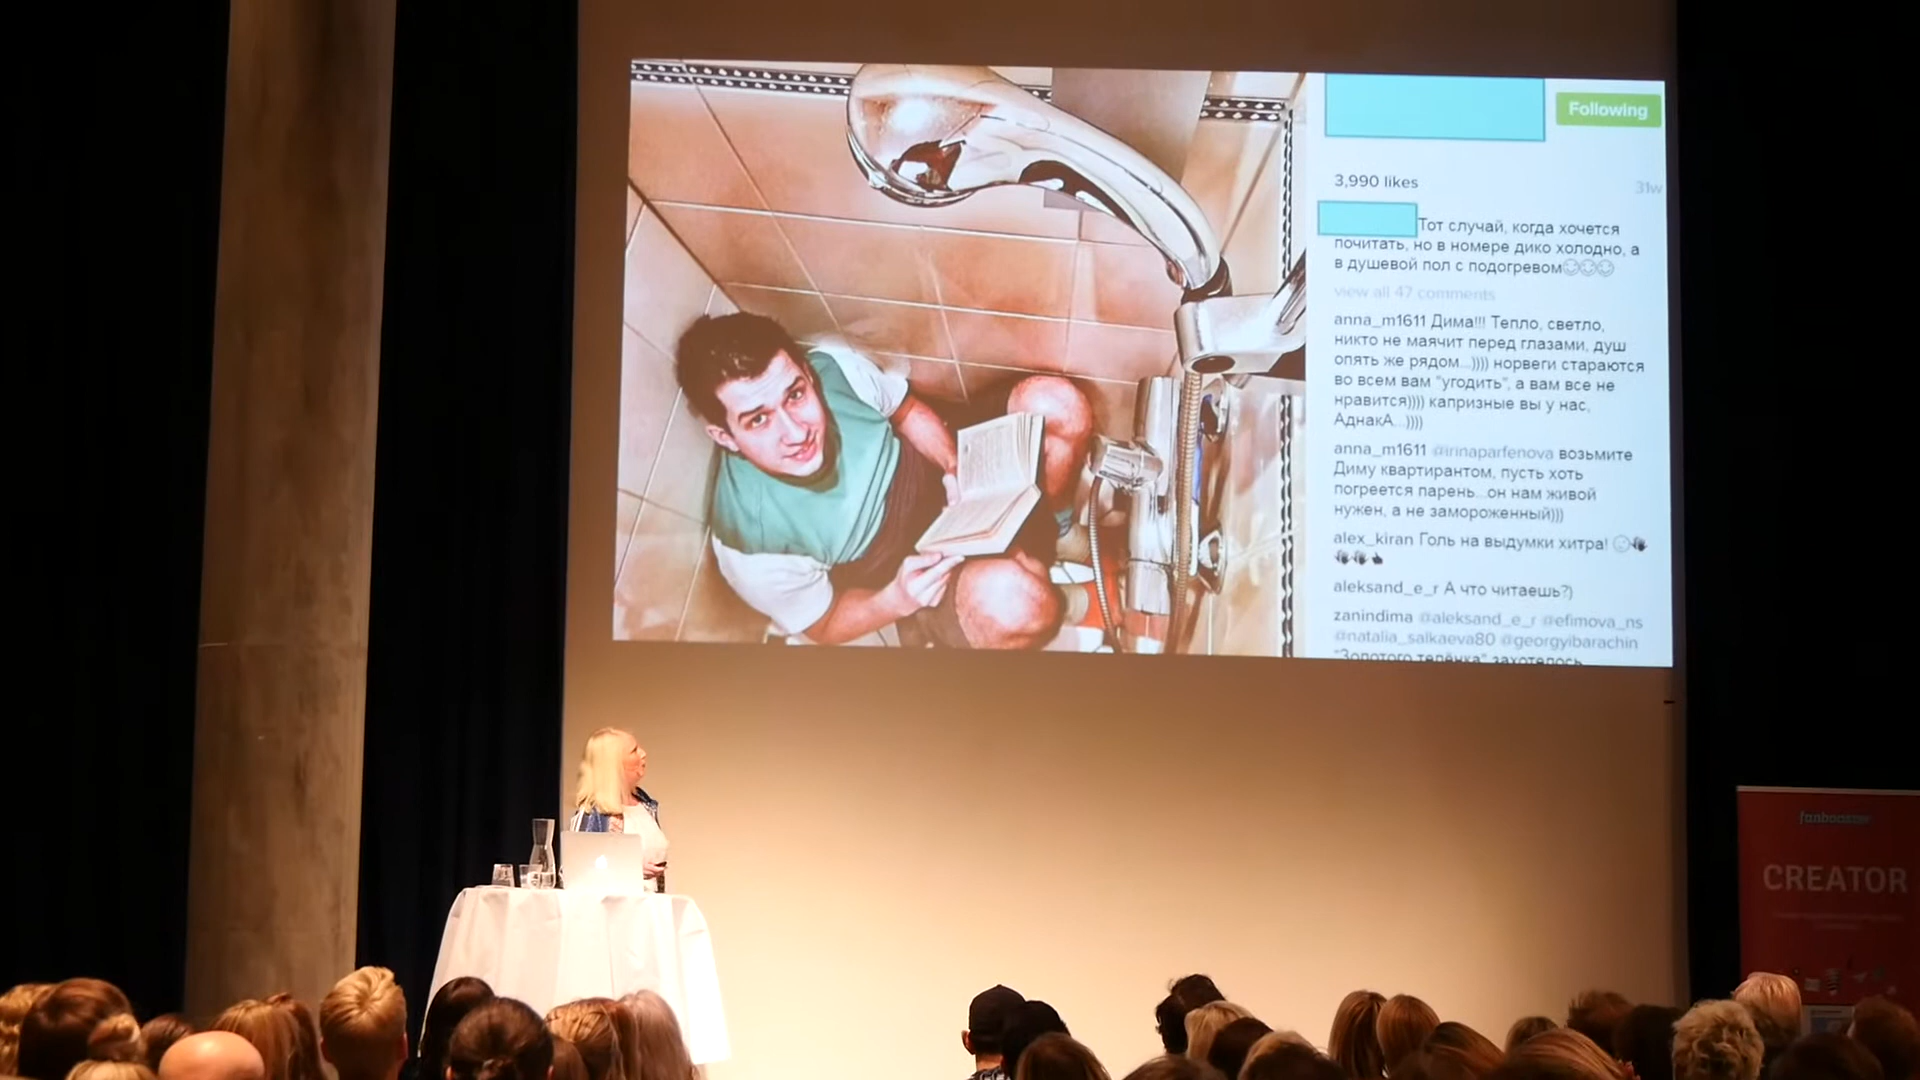 Following
3,990 likes
31w
Тот случай, когда хочется
почитать, но в номере дико холодно, а
в душевой пол с подогревом
view all 47 comments
anna_m1611 Дима!!! Тепло, светло,
никто не маячит перед глазами, душ
опять же рядом...)))) норвеги стараются
во всем вам "угодить", а вам все не
нравится)))) капризные вы у нас,
АднакА...))))
anna_m1611 @irinaparfenova возьмите
Диму квартирантом, пусть хоть
погреется парень...он нам живой
нужен, а не замороженный)))
alex_kiran Голь на выдумки хитра!
aleksand_e_r А что читаешь?)
zanindima @aleksand_e_r @efimova_ns
@natalia_salkaeva80 @georgyibarachin
"Золотого телёнка" захотелось
fanbooster
CREATOR